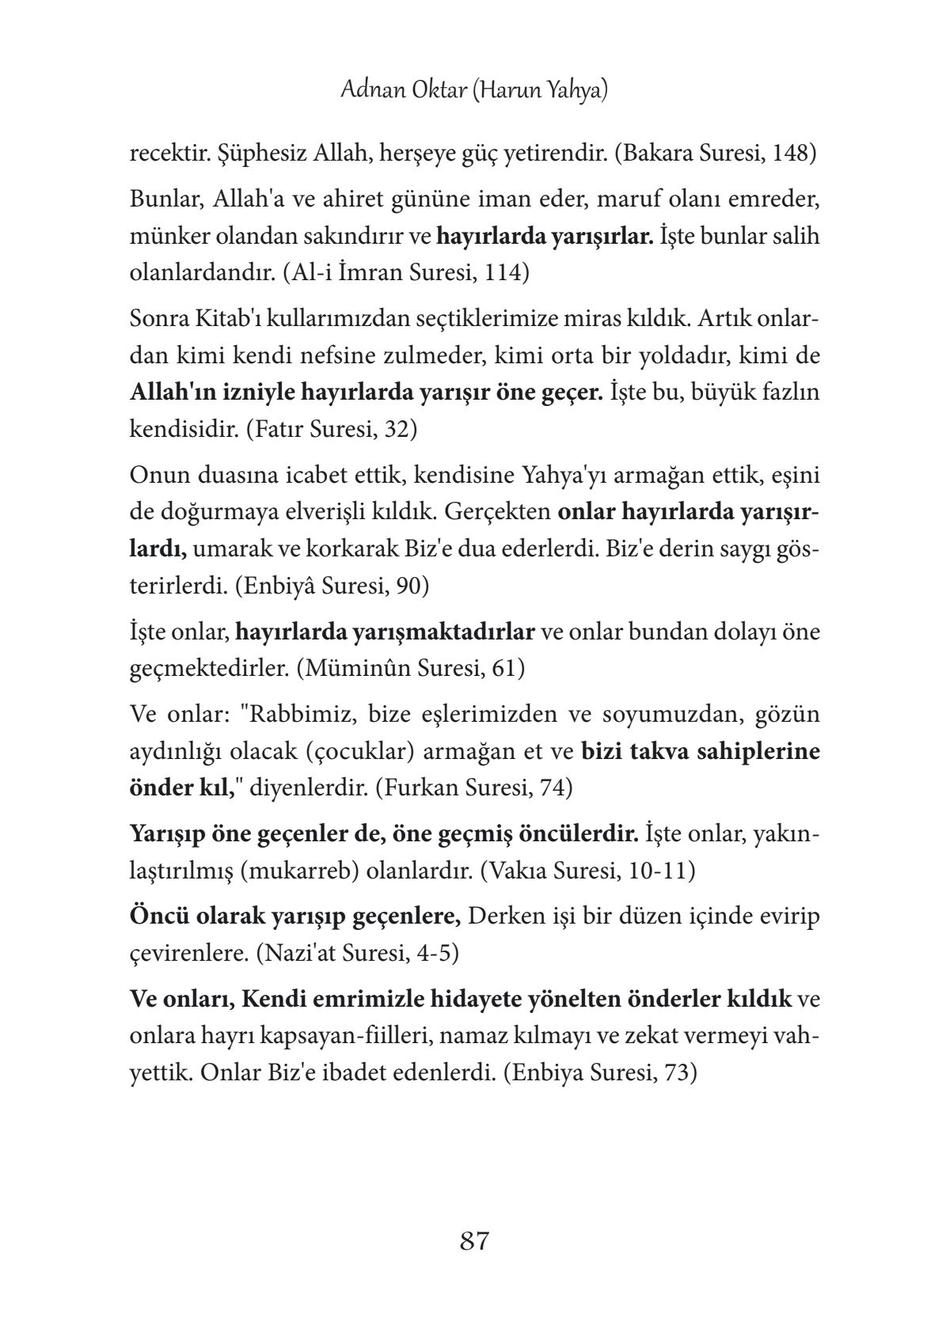 Adnan Oktar (Harun Yahya)
recektir. Şüphesiz Allah, herşeye güç yetirendir. (Bakara Suresi, 148)
Bunlar, Allah'a ve ahiret gününe iman eder, maruf olanı emreder,
münker olandan sakındırır ve hayırlarda yarışırlar. İşte bunlar salih
olanlardandır. (Al-i İmran Suresi, 114)
Sonra Kitab'ı kullarımızdan seçtiklerimize miras kıldık. Artık onlar-
dan kimi kendi nefsine zulmeder, kimi orta bir yoldadır, kimi de
Allah'ın izniyle hayırlarda yarışır öne geçer. İşte bu, büyük fazlın
kendisidir. (Fatır Suresi, 32)
Onun duasına icabet ettik, kendisine Yahya'yı armağan ettik, eşini
de doğurmaya elverişli kıldık. Gerçekten onlar hayırlarda yarışır-
lardı, umarak ve korkarak Biz'e dua ederlerdi. Biz'e derin saygı gös-
terirlerdi. (Enbiyâ Suresi, 90)
İşte onlar, hayırlarda yarışmaktadırlar ve onlar bundan dolayı öne
geçmektedirler. (Müminûn Suresi, 61)
Ve onlar: "Rabbimiz, bize eşlerimizden ve soyumuzdan, gözün
aydınlığı olacak (çocuklar) armağan et ve bizi takva sahiplerine
önder kıl," diyenlerdir. (Furkan Suresi, 74)
Yarışıp öne geçenler de, öne geçmiş öncülerdir. İşte onlar, yakın-
laştırılmış (mukarreb) olanlardır. (Vakıa Suresi, 10-11)
Öncü olarak yarışıp geçenlere, Derken işi bir düzen içinde evirip
çevirenlere. (Nazi'at Suresi, 4-5)
Ve onları, Kendi emrimizle hidayete yönelten önderler kıldık ve
onlara hayrı kapsayan-fiilleri, namaz kılmayı ve zekat vermeyi vah-
yettik. Onlar Biz'e ibadet edenlerdi. (Enbiya Suresi, 73)
87